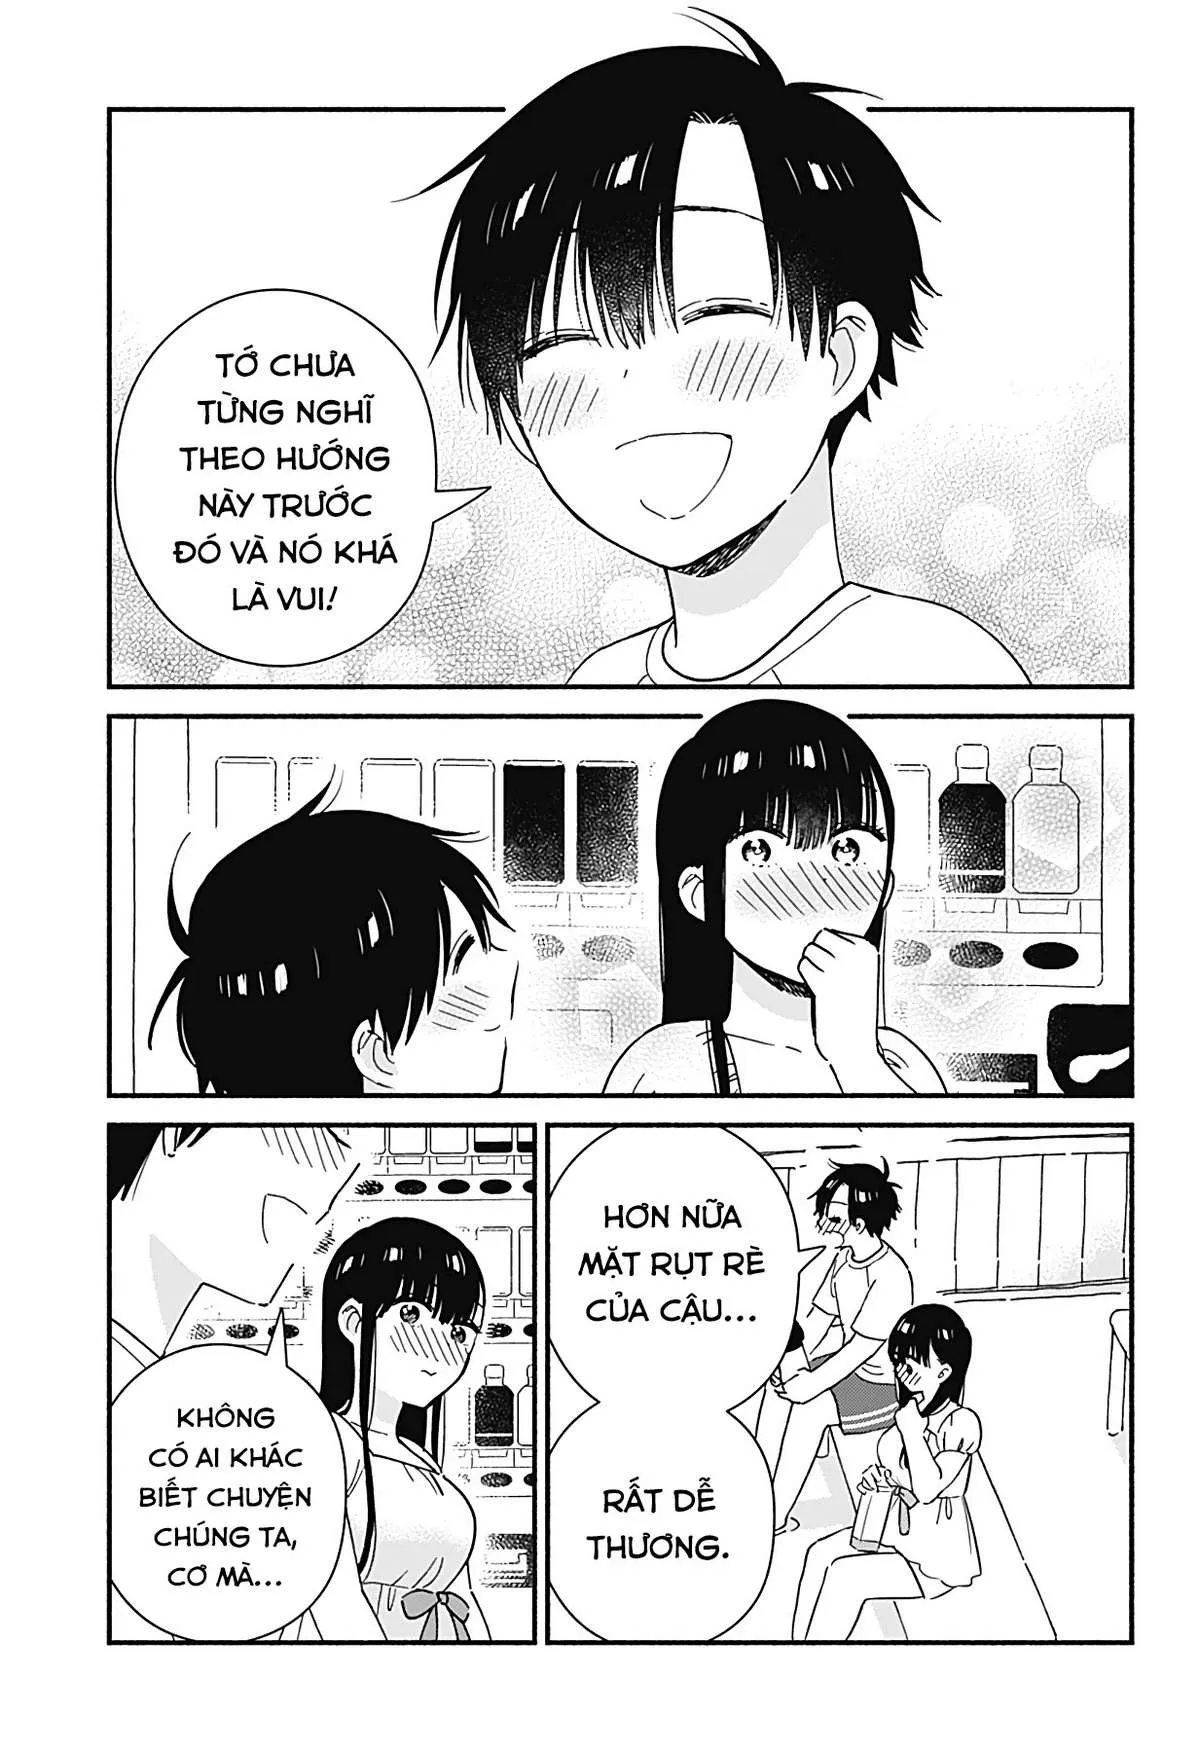 TỚ CHƯA
TỪNG NGHĨ
THEO HƯỚNG
NÀY TRƯỚC
ĐÓ VÀ NÓ KHÁ
LÀ VUI!
HƠN NỮA
MẶT RỤT RÈ
CỦA CẬU...
RẤT DỄ
THƯƠNG.
KHÔNG
CÓ AI KHÁC
BIẾT CHUYỆN
CHÚNG TA,
CƠ MÀ...